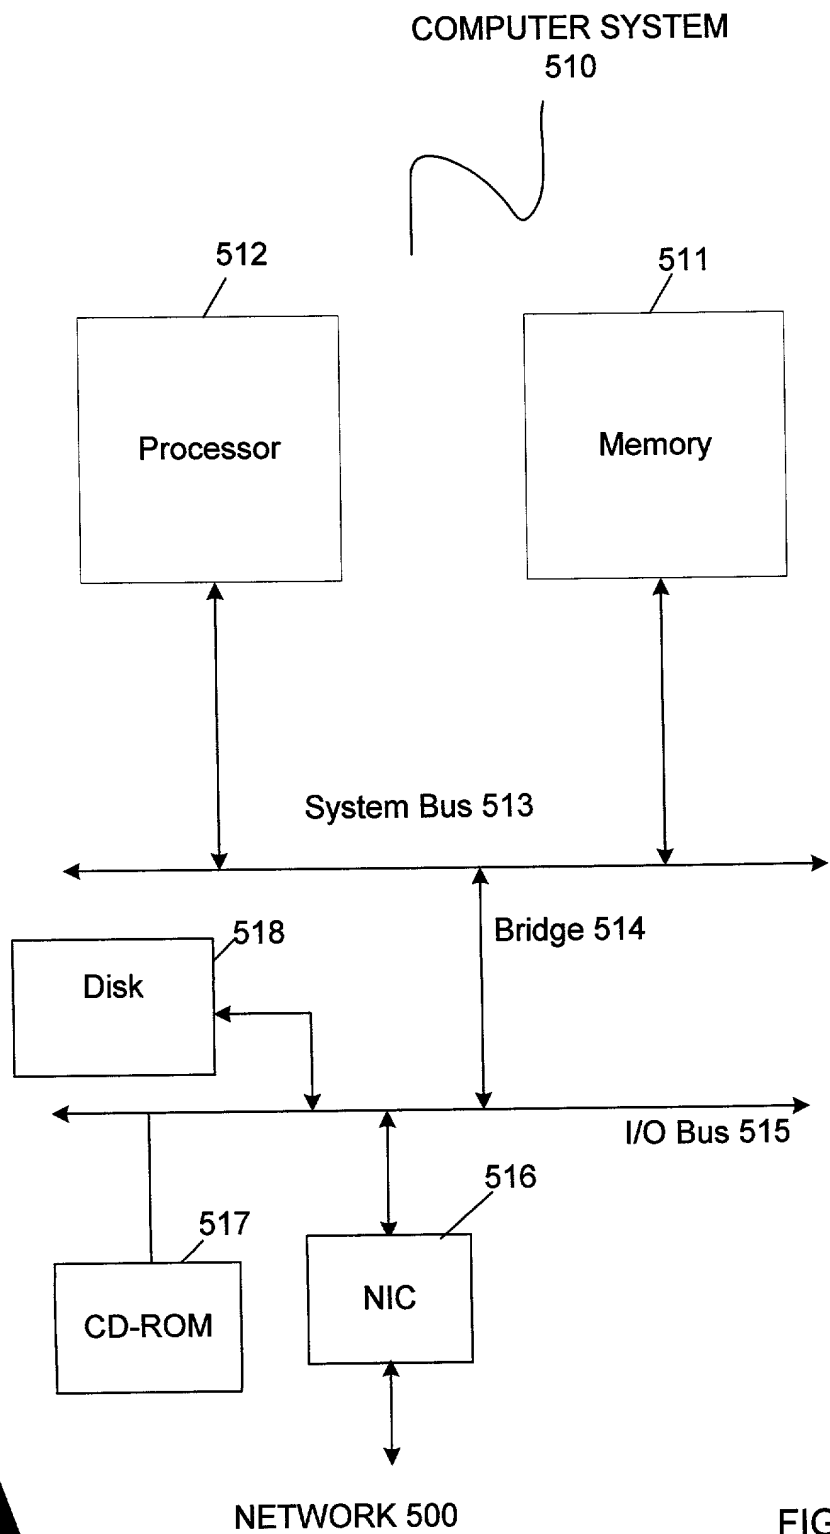 COMPUTER SYSTEM
510
512
511
Processor
Memory
System Bus 513
518
Bridge 514
Disk
I/O Bus 515
516
517
NIC
CD-ROM
NETWORK 500
FIG